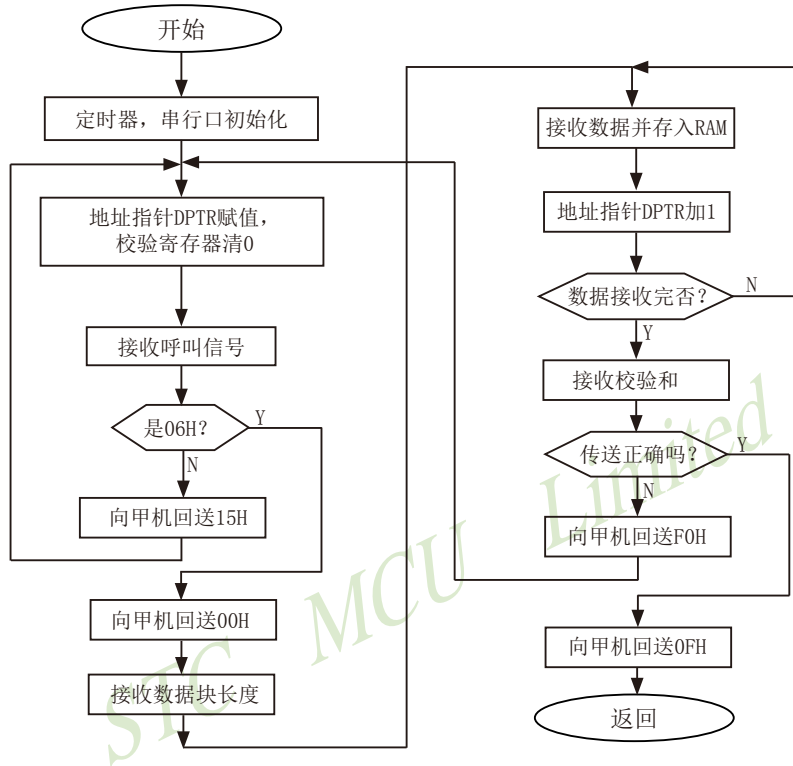 开始
定时器，串行口初始化
地址指针DPTR赋值，
校验寄存器清0
接收呼叫信号
是06H？
Y
N
向甲机回送15H
向甲机回送00H
接收数据块长度
接收数据并存入RAM
地址指针DPTR加1
数据接收完否？
N
Y
接收校验和
传送正确吗？
Y
N
向甲机回送F0H
向甲机回送0FH
返回
STC MCU Limited